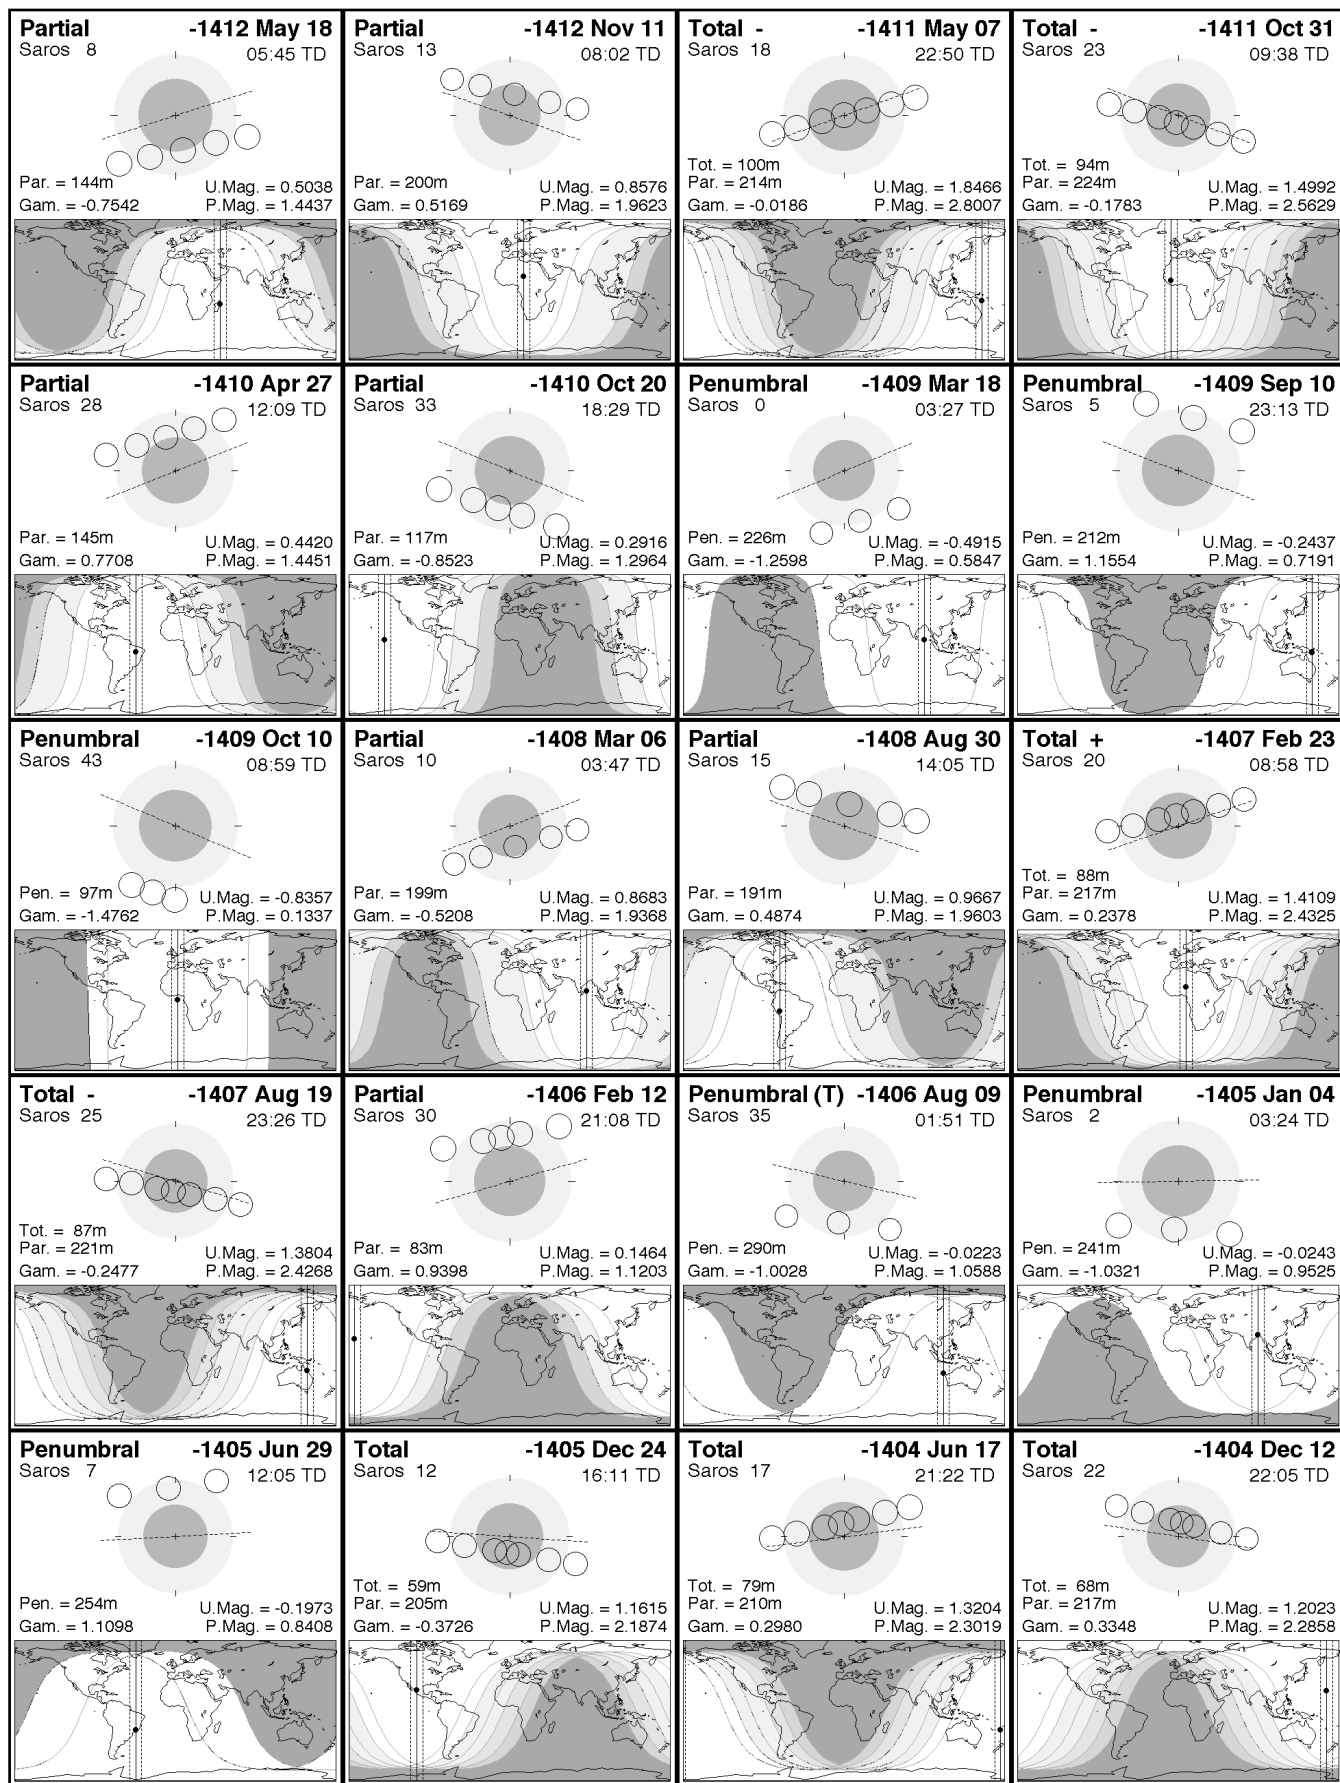 Partial -1412 May 18
Saros 8 05:45 TD
Par. = 144m U.Mag. = 0.5038
Gam. = -0.7542 P.Mag. = 1.4437
Partial -1412 Nov 11
Saros 13 08:02 TD
Par. = 200m U.Mag. = 0.8576
Gam. = 0.5169 P.Mag. = 1.9623
Total - -1411 May 07
Saros 18 22:50 TD
Tot. = 100m
Par. = 214m U.Mag. = 1.8466
Gam. = -0.0186 P.Mag. = 2.8007
Total - -1411 Oct 31
Saros 23 09:38 TD
Tot. = 94m
Par. = 224m U.Mag. = 1.4992
Gam. = -0.1783 P.Mag. = 2.5629
Partial -1410 Apr 27
Saros 28 12:09 TD
Par. = 145m U.Mag. = 0.4420
Gam. = 0.7708 P.Mag. = 1.4451
Partial -1410 Oct 20
Saros 33 18:29 TD
Par. = 117m U.Mag. = 0.2916
Gam. = -0.8523 P.Mag. = 1.2964
Penumbral -1409 Mar 18
Saros 0 03:27 TD
Pen. = 226m U.Mag. = -0.4915
Gam. = -1.2598 P.Mag. = 0.5847
Penumbral -1409 Sep 10
Saros 5 23:13 TD
Pen. = 212m U.Mag. = -0.2437
Gam. = 1.1554 P.Mag. = 0.7191
Penumbral -1409 Oct 10
Saros 43 08:59 TD
Pen. = 97m U.Mag. = -0.8357
Gam. = -1.4762 P.Mag. = 0.1337
Partial -1408 Mar 06
Saros 10 03:47 TD
Par. = 199m U.Mag. = 0.8683
Gam. = -0.5208 P.Mag. = 1.9368
Partial -1408 Aug 30
Saros 15 14:05 TD
Par. = 191m U.Mag. = 0.9667
Gam. = 0.4874 P.Mag. = 1.9603
Total + -1407 Feb 23
Saros 20 08:58 TD
Tot. = 88m
Par. = 217m U.Mag. = 1.4109
Gam. = 0.2378 P.Mag. = 2.4325
Total - -1407 Aug 19
Saros 25 23:26 TD
Tot. = 87m
Par. = 221m U.Mag. = 1.3804
Gam. = -0.2477 P.Mag. = 2.4268
Partial -1406 Feb 12
Saros 30 21:08 TD
Par. = 83m U.Mag. = 0.1464
Gam. = 0.9398 P.Mag. = 1.1203
Penumbral (T) -1406 Aug 09
Saros 35 01:51 TD
Pen. = 290m U.Mag. = -0.0223
Gam. = -1.0028 P.Mag. = 1.0588
Penumbral -1405 Jan 04
Saros 2 03:24 TD
Pen. = 241m U.Mag. = -0.0243
Gam. = -1.0321 P.Mag. = 0.9525
Penumbral -1405 Jun 29
Saros 7 12:05 TD
Pen. = 254m U.Mag. = -0.1973
Gam. = 1.1098 P.Mag. = 0.8408
Total -1405 Dec 24
Saros 12 16:11 TD
Tot. = 59m
Par. = 205m U.Mag. = 1.1615
Gam. = -0.3726 P.Mag. = 2.1874
Total -1404 Jun 17
Saros 17 21:22 TD
Tot. = 79m
Par. = 210m U.Mag. = 1.3204
Gam. = 0.2980 P.Mag. = 2.3019
Total -1404 Dec 12
Saros 22 22:05 TD
Tot. = 68m
Par. = 217m U.Mag. = 1.2023
Gam. = 0.3348 P.Mag. = 2.2858